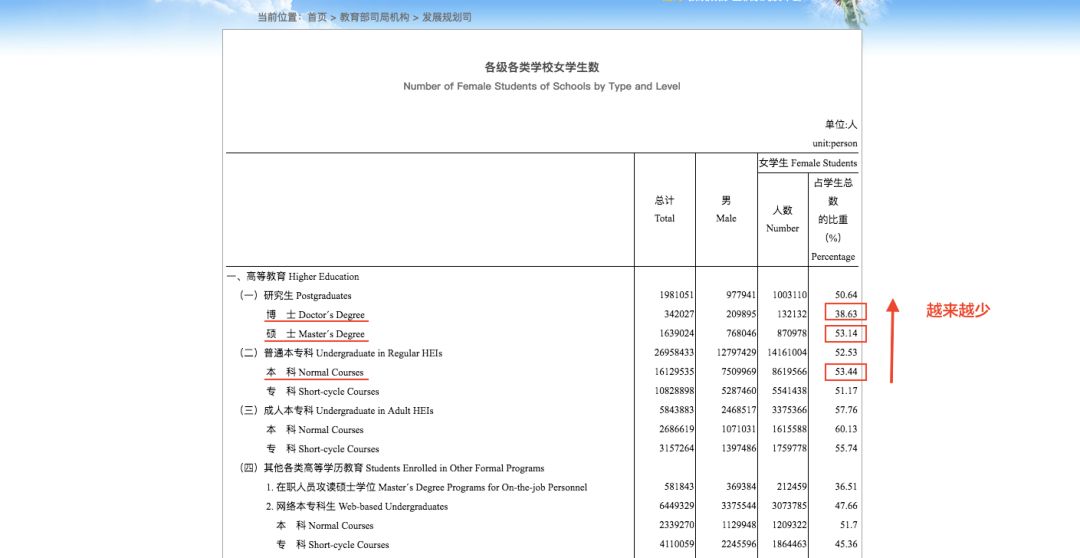 当前位置: 首页 > 教育部司局机构 > 发展规划司
各级各类学校女学生数
Number of Female Students of Schools by Type and Level
单位:人
unit:person
女学生 Female Students
总计
Total
男
Male
人数
Number
占学生总
数
的比重
（%）
Percentage
一、高等教育 Higher Education
（一）研究生 Postgraduates 1981051 977941 1003110 50.64
博 士 Doctor´s Degree 342027 209895 132132 38.63
硕 士 Master´s Degree 1639024 768046 870978 53.14
（二）普通本专科 Undergraduate in Regular HEIs 26958433 12797429 14161004 52.53
本 科 Normal Courses 16129535 7509969 8619566 53.44
专 科 Short-cycle Courses 10828898 5287460 5541438 51.17
（三）成人本专科 Undergraduate in Adult HEIs 5843883 2468517 3375366 57.76
本 科 Normal Courses 2686619 1071031 1615588 60.13
专 科 Short-cycle Courses 3157264 1397486 1759778 55.74
（四）其他各类高等学历教育 Students Enrolled in Other Formal Programs
1. 在职人员攻读硕士学位 Master´s Degree Programs for On-the-job Personnel 581843 369384 212459 36.51
2. 网络本专科生 Web-based Undergraduates 6449329 3375544 3073785 47.66
本 科 Normal Courses 2339270 1129948 1209322 51.7
专 科 Short-cycle Courses 4110059 2245596 1864463 45.36
越来越少